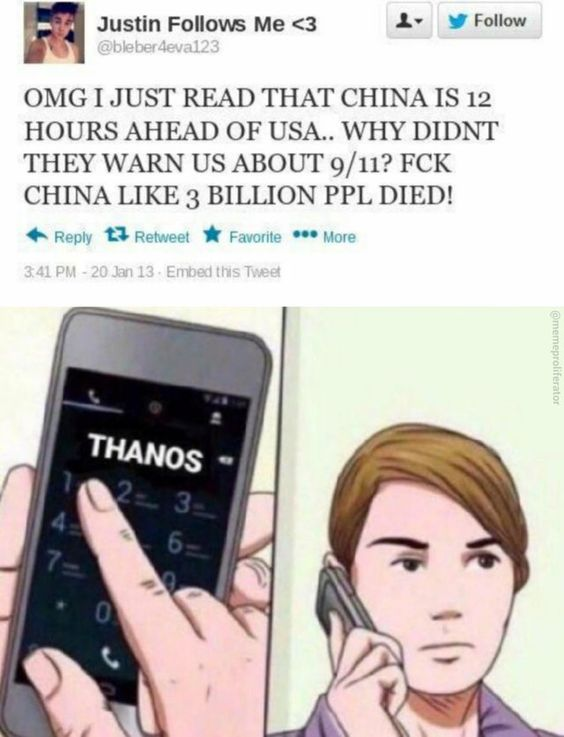 Justin Follows Me <3
@bleber4eva123
Follow
OMG I JUST READ THAT CHINA IS 12
HOURS AHEAD OF USA.. WHY DIDNT
THEY WARN US ABOUT 9/11? FCK
CHINA LIKE 3 BILLION PPL DIED!
Reply Retweet Favorite More
3:41 PM - 20 Jan 13 · Embed this Tweet
@memeproliferator
THANOS
1 2 3
4 6
7 9
* 0